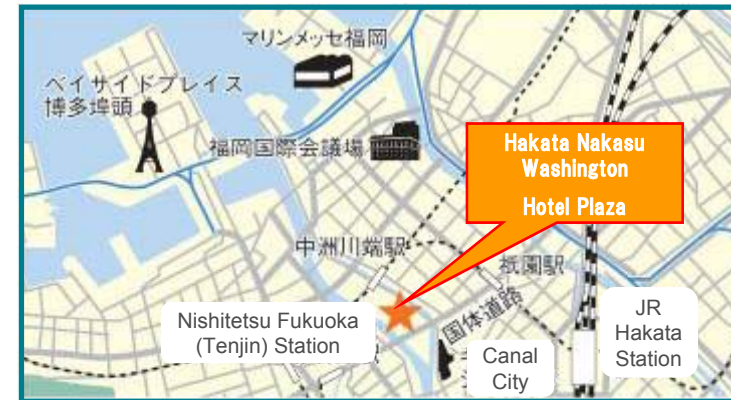 マリンメッセ福岡
ベイサイドプレイス
博多埠頭
福岡国際会議場
Hakata Nakasu
Washington
Hotel Plaza
中洲川端駅
祇園駅
Nishitetsu Fukuoka
(Tenjin) Station
国体道路
Canal
City
JR
Hakata
Station